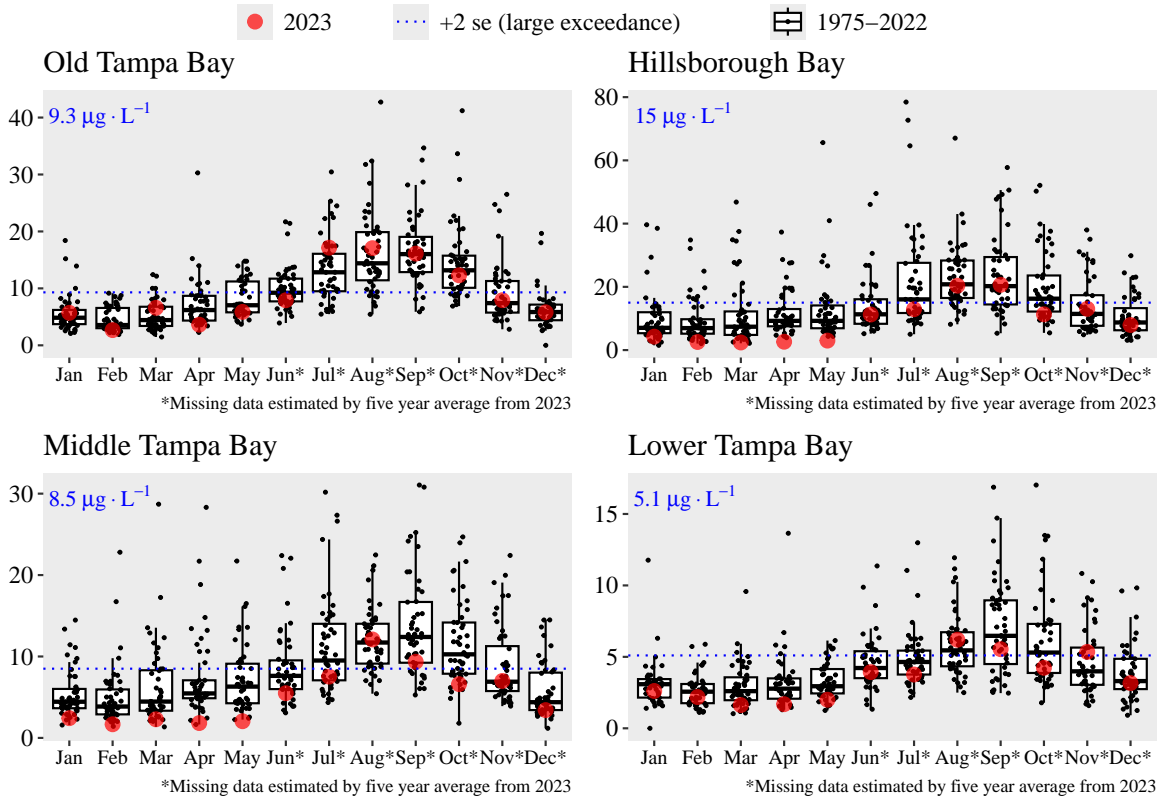 2023 +2 se (large exceedance) 1975−2022
Old Tampa Bay
9.3 μg ⋅ L−1
40
30
20
10
0
Jan Feb Mar Apr May Jun* Jul* Aug* Sep* Oct* Nov* Dec*
*Missing data estimated by five year average from 2023
Hillsborough Bay
15 μg ⋅ L−1
80
60
40
20
0
Jan Feb Mar Apr May Jun* Jul* Aug* Sep* Oct* Nov* Dec*
*Missing data estimated by five year average from 2023
Middle Tampa Bay
8.5 μg ⋅ L−1
30
20
10
0
Jan Feb Mar Apr May Jun* Jul* Aug* Sep* Oct* Nov* Dec*
*Missing data estimated by five year average from 2023
Lower Tampa Bay
5.1 μg ⋅ L−1
15
10
5
0
Jan Feb Mar Apr May Jun* Jul* Aug* Sep* Oct* Nov* Dec*
*Missing data estimated by five year average from 2023